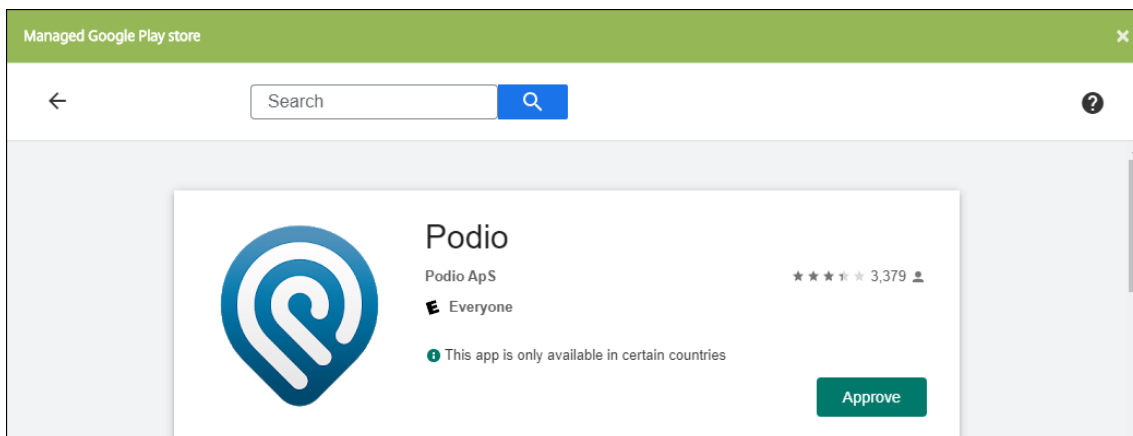 Managed Google Play store
Search
Podio
Podio ApS
3,379
Everyone
This app is only available in certain countries
Approve